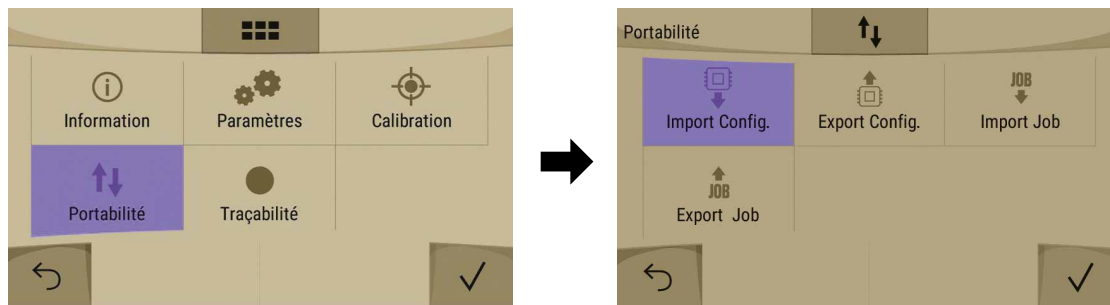 Information
Paramètres
Calibration
Portabilité
Traçabilité
Portabilité
Import Config.
Export Config.
JOB
Import Job
JOB
Export Job